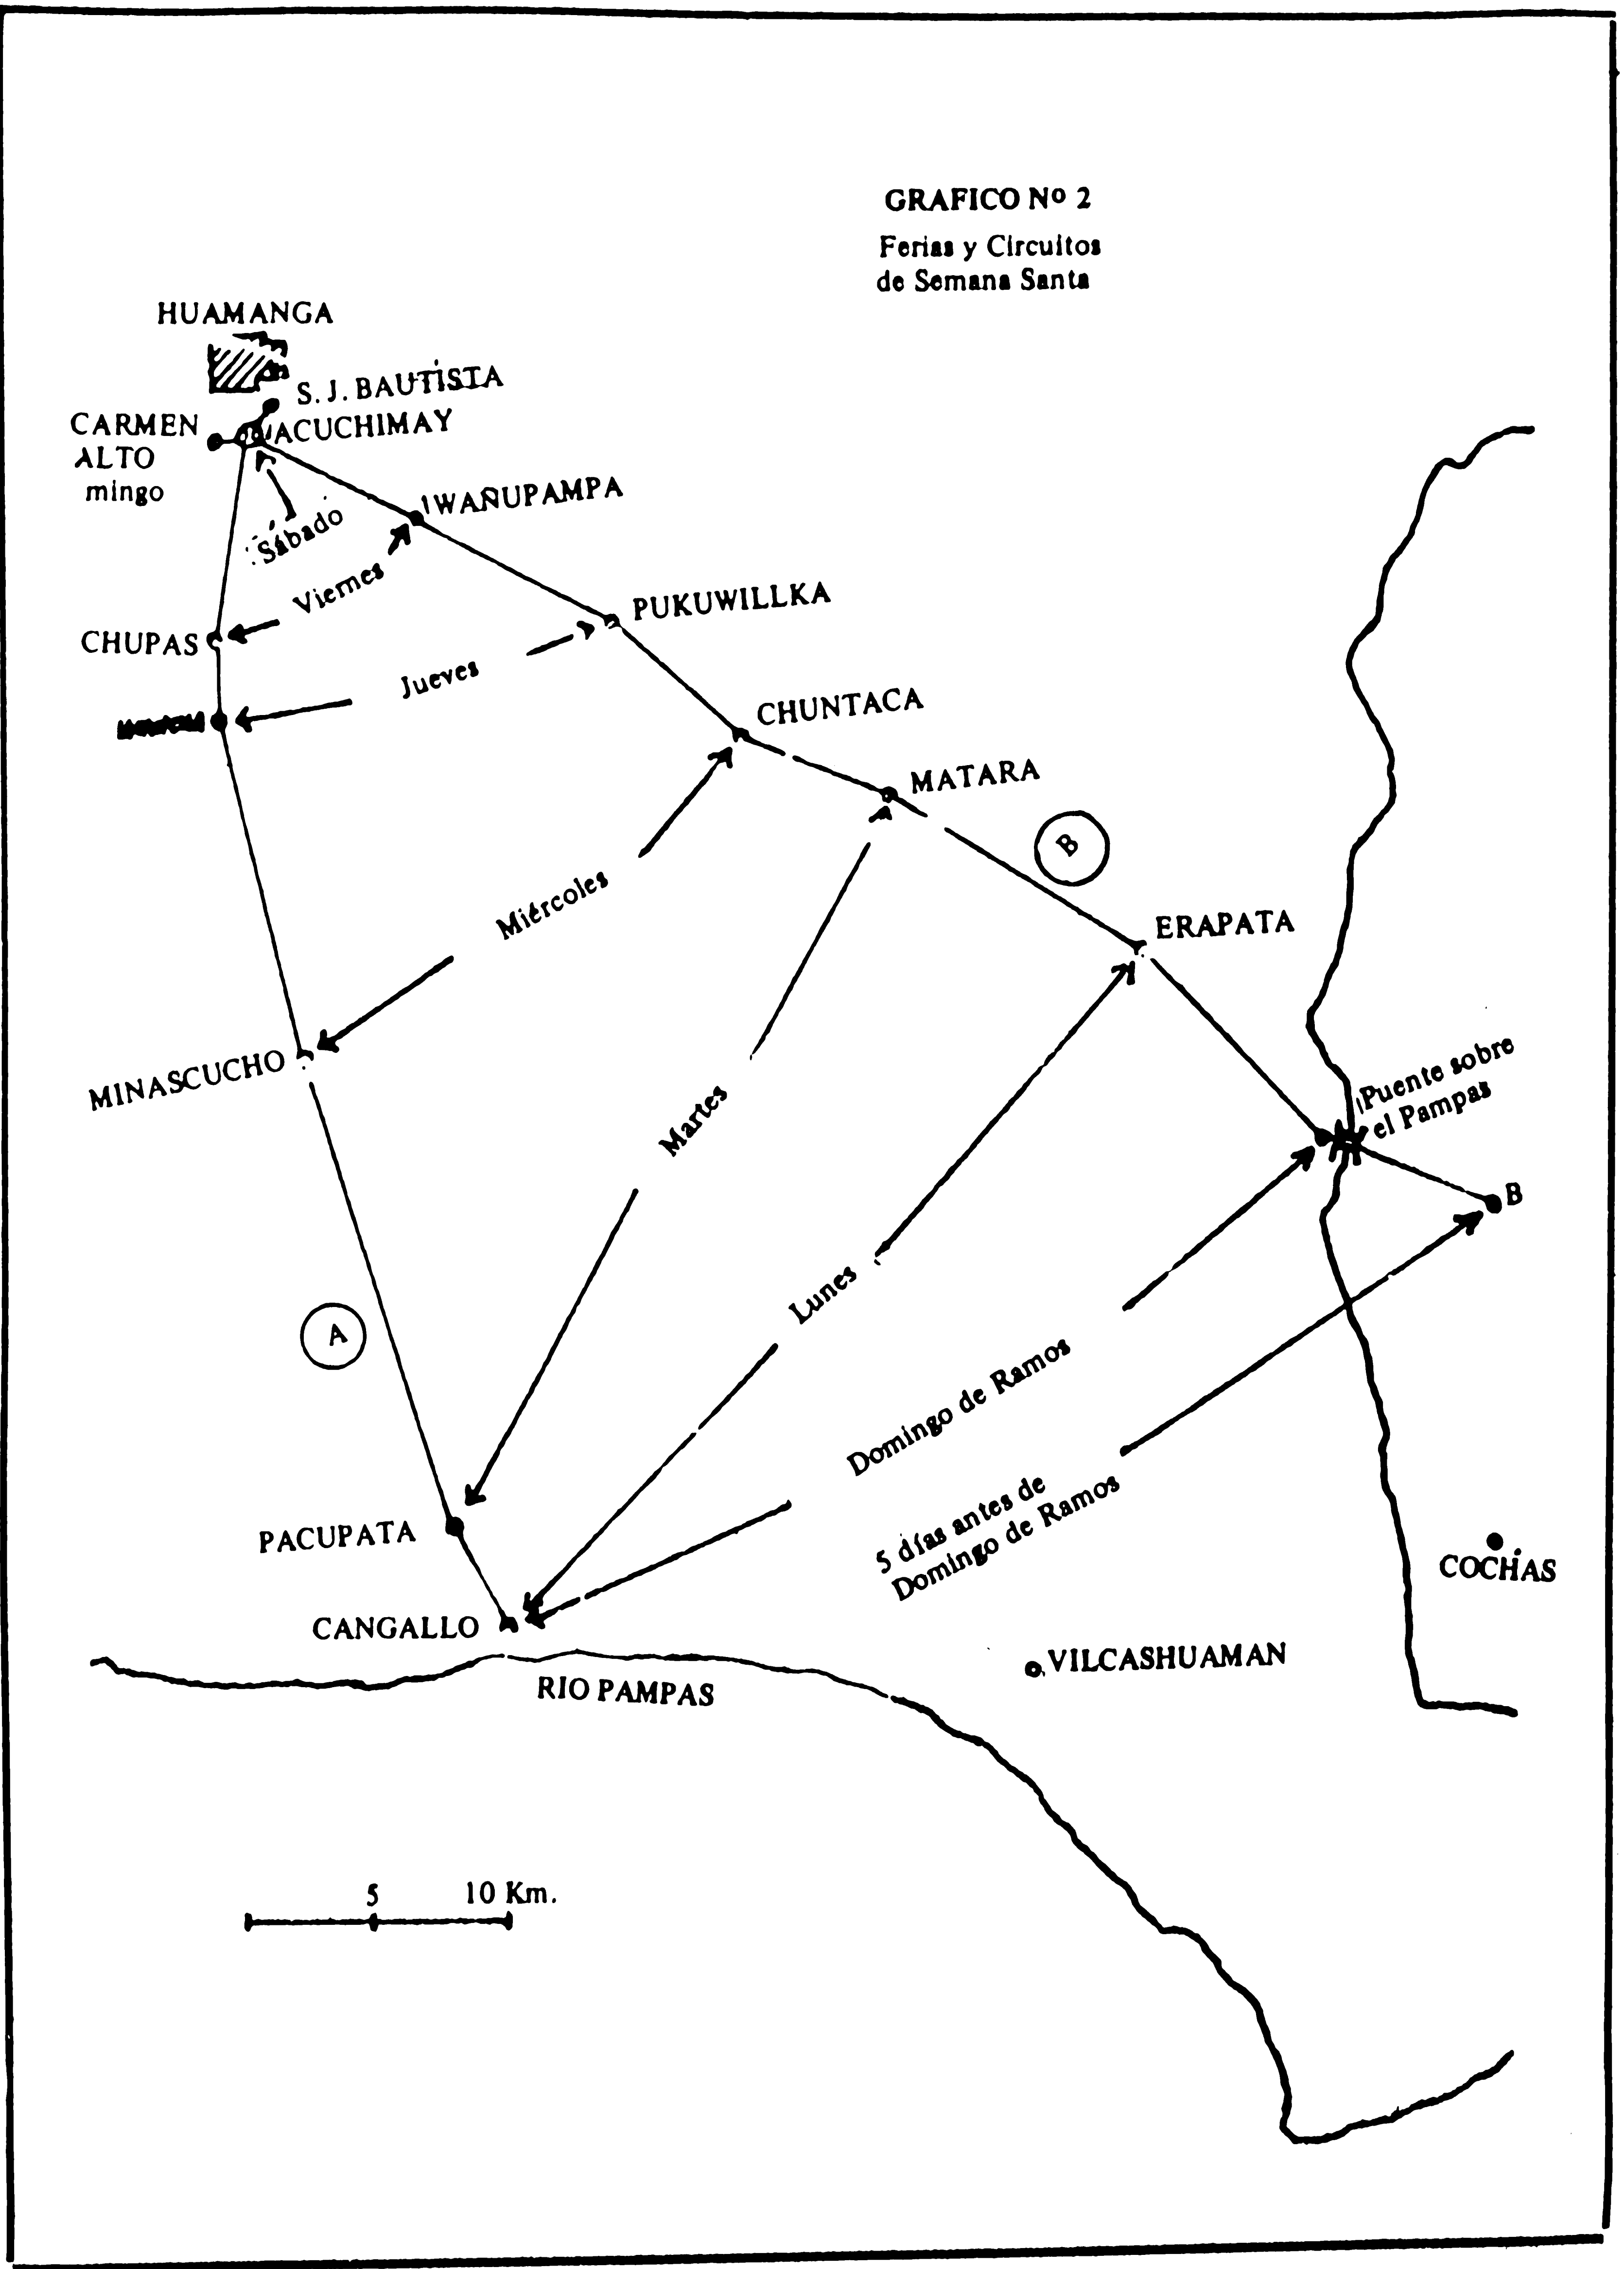 GRAFICO Nº 2
Ferias y Circuitos
de Semana Santa
HUAMANGA
S. J. BAUTISTA
CARMEN
ALTO
mingo
ACUCHIMAY
WAÑUPAMPA
Sábado
Viernes
PUKUWILLKA
CHUPAS
Jueves
CHUNTACA
MATARA
B
Miércoles
ERAPATA
MINASCUCHO
Puente sobre
el Pampas
Martes
B
Lunes
A
Domingo de Ramos
5 días antes de
Domingo de Ramos
PACUPATA
COCHAS
CANGALLO
VILCASHUAMAN
RIO PAMPAS
5 10 Km.